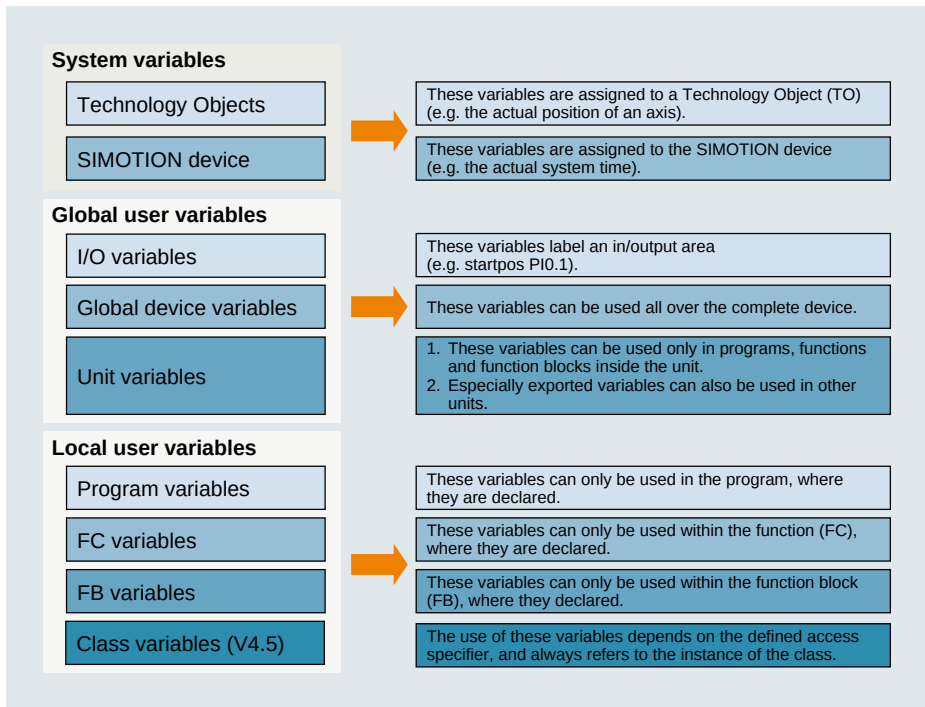 System variables
Technology Objects
These variables are assigned to a Technology Object (TO)
(e.g. the actual position of an axis).
SIMOTION device
These variables are assigned to the SIMOTION device
(e.g. the actual system time).
Global user variables
I/O variables
These variables label an in/output area
(e.g. startpos PI0.1).
Global device variables
These variables can be used all over the complete device.
Unit variables
1. These variables can be used only in programs, functions
and function blocks inside the unit.
2. Especially exported variables can also be used in other
units.
Local user variables
Program variables
These variables can only be used in the program, where
they are declared.
FC variables
These variables can only be used within the function (FC),
where they are declared.
FB variables
These variables can only be used within the function block
(FB), where they declared.
Class variables (V4.5)
The use of these variables depends on the defined access
specifier, and always refers to the instance of the class.